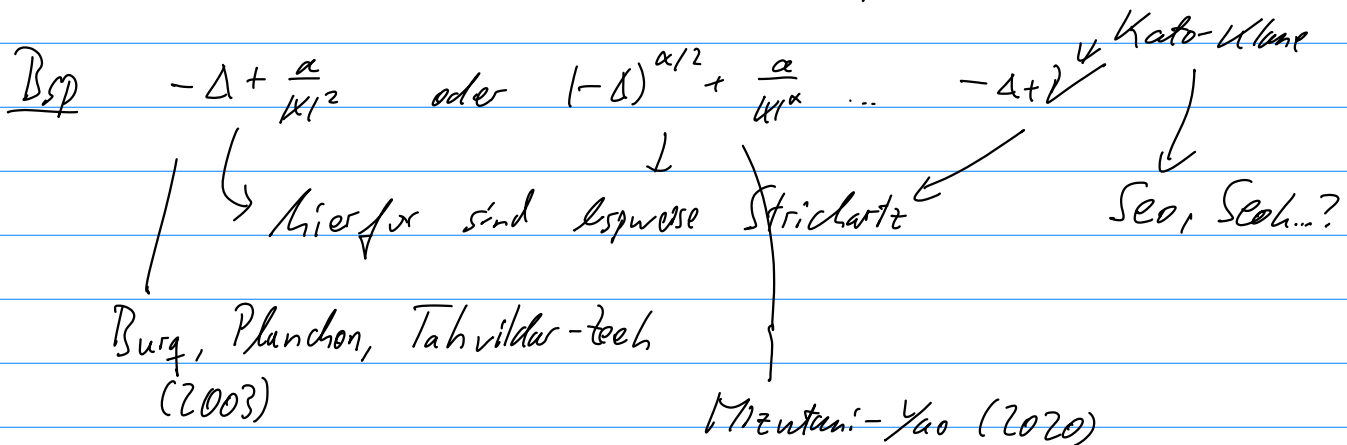 Kato-Klasse
Bsp -Δ + a/|x|² oder (-Δ)^{α/2} + a/|x|^α ... -Δ+V
hierfür sind bspweise Strichartz Seo, Seok...?
Burq, Planchon, Tahvildar-Zadeh
(2003)
Mizutani-Yao (2020)